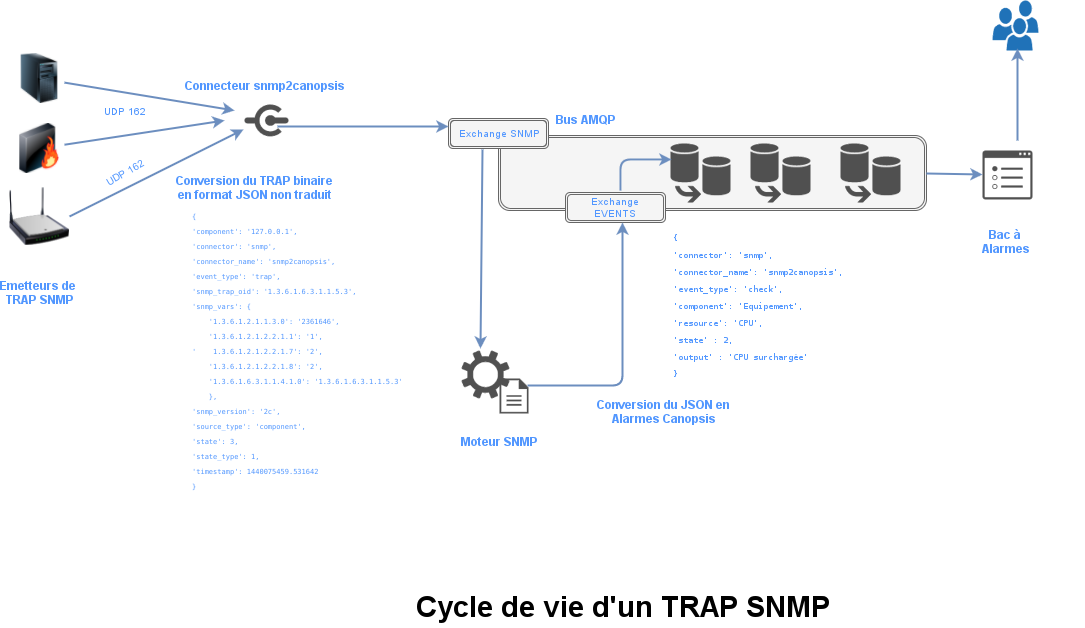 Connecteur snmp2canopsis
UDP 162
UDP 162
Emetteurs de
TRAP SNMP
Conversion du TRAP binaire
en format JSON non traduit
{
'component': '127.0.0.1',
'connector': 'snmp',
'connector_name': 'snmp2canopsis',
'event_type': 'trap',
'snmp_trap_oid': '1.3.6.1.6.3.1.1.5.3',
'snmp_vars': {
'1.3.6.1.2.1.1.3.0': '2361646',
'1.3.6.1.2.1.2.2.1.1': '1',
' 1.3.6.1.2.1.2.2.1.7': '2',
'1.3.6.1.2.1.2.2.1.8': '2',
'1.3.6.1.6.3.1.1.4.1.0': '1.3.6.1.6.3.1.1.5.3'
},
'snmp_version': '2c',
'source_type': 'component',
'state': 3,
'state_type': 1,
'timestamp': 1440075459.531642
}
Exchange SNMP
Bus AMQP
Exchange
EVENTS
Moteur SNMP
{
'connector': 'snmp',
'connector_name': 'snmp2canopsis',
'event_type': 'check',
'component': 'Equipement',
'resource': 'CPU',
'state' : 2,
'output' : 'CPU surchargée'
}
Conversion du JSON en
Alarmes Canopsis
Bac à
Alarmes
Cycle de vie d'un TRAP SNMP